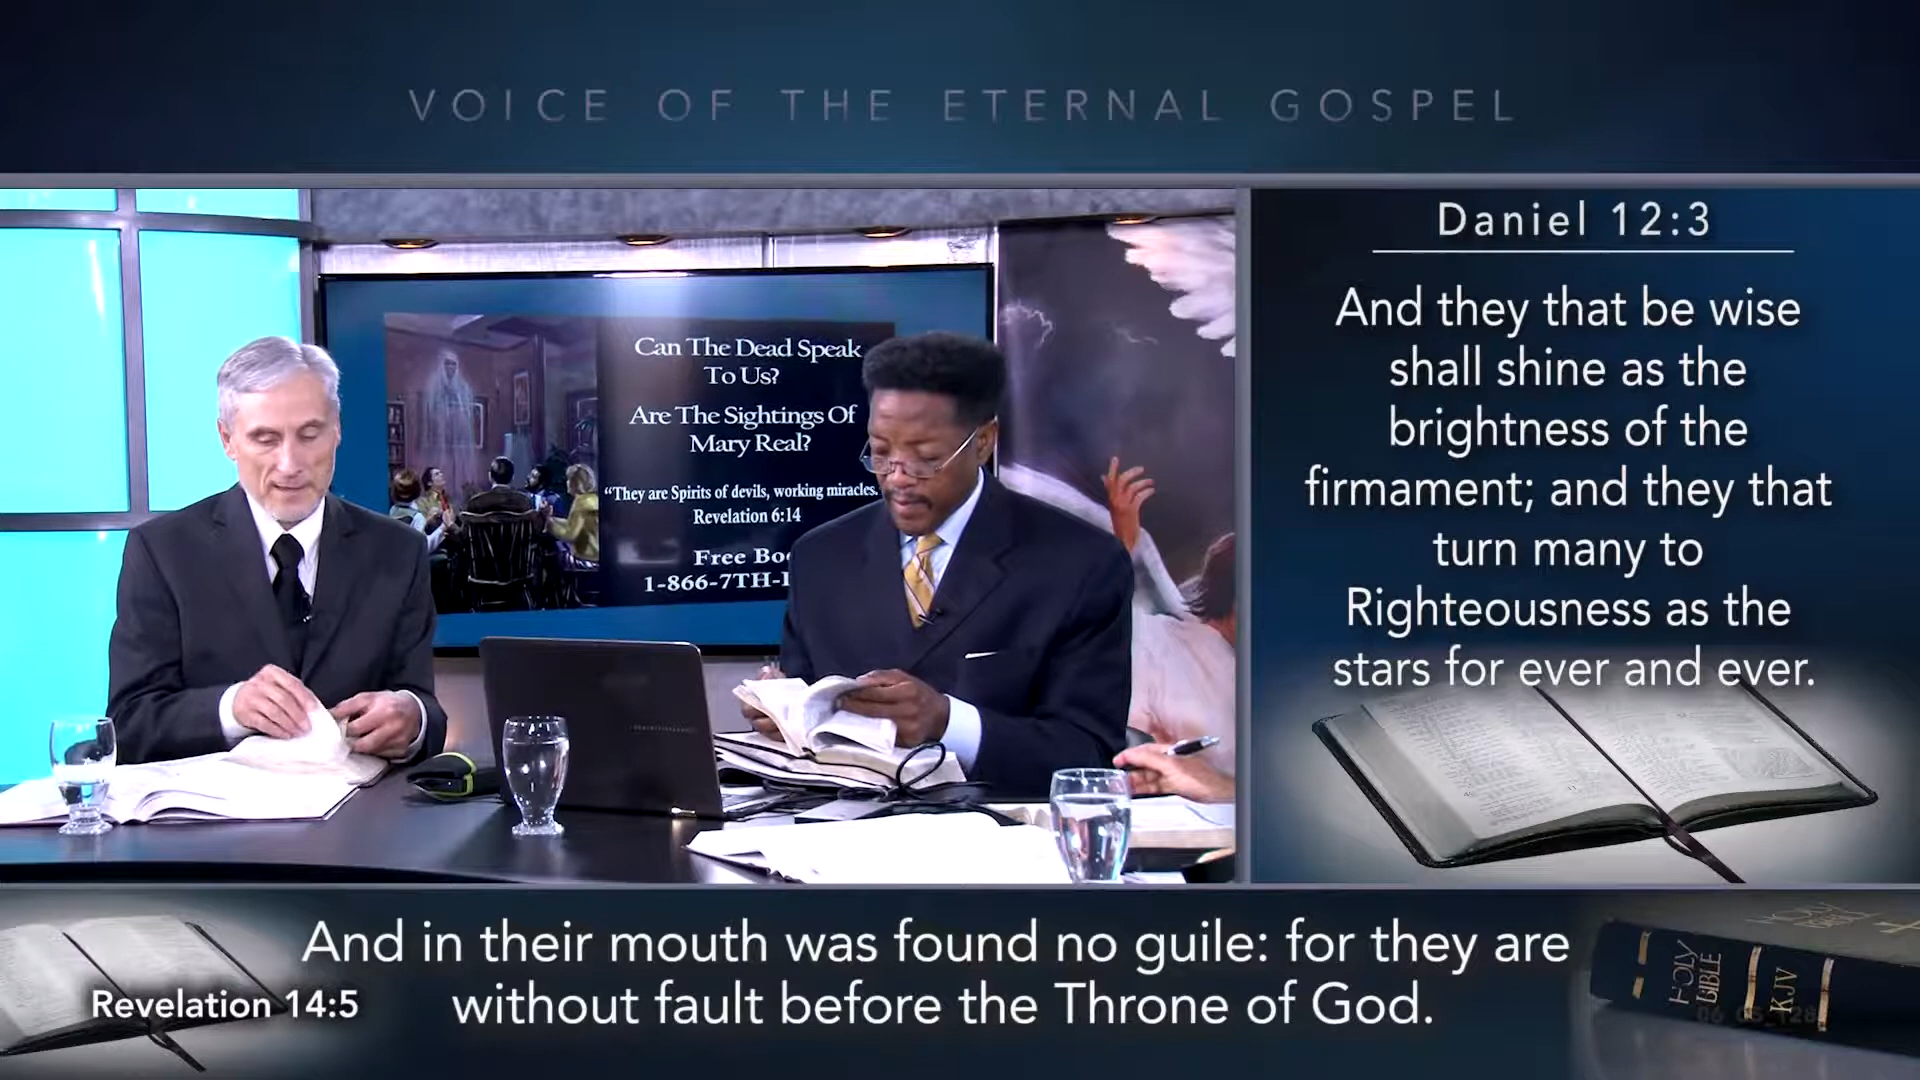 VOICE OF THE ETERNAL GOSPEL
Daniel 12:3
And they that be wise
shall shine as the
brightness of the
firmament; and they that
turn many to
Righteousness as the
stars for ever and ever.
Can The Dead Speak
To Us?
Are The Sightings Of
Mary Real?
“They are Spirits of devils, working miracles.
Revelation 6:14
Free
1-866-7TH-
And in their mouth was found no guile: for they are
without fault before the Throne of God.
Revelation 14:5
HOLY
BIBLE
KJV